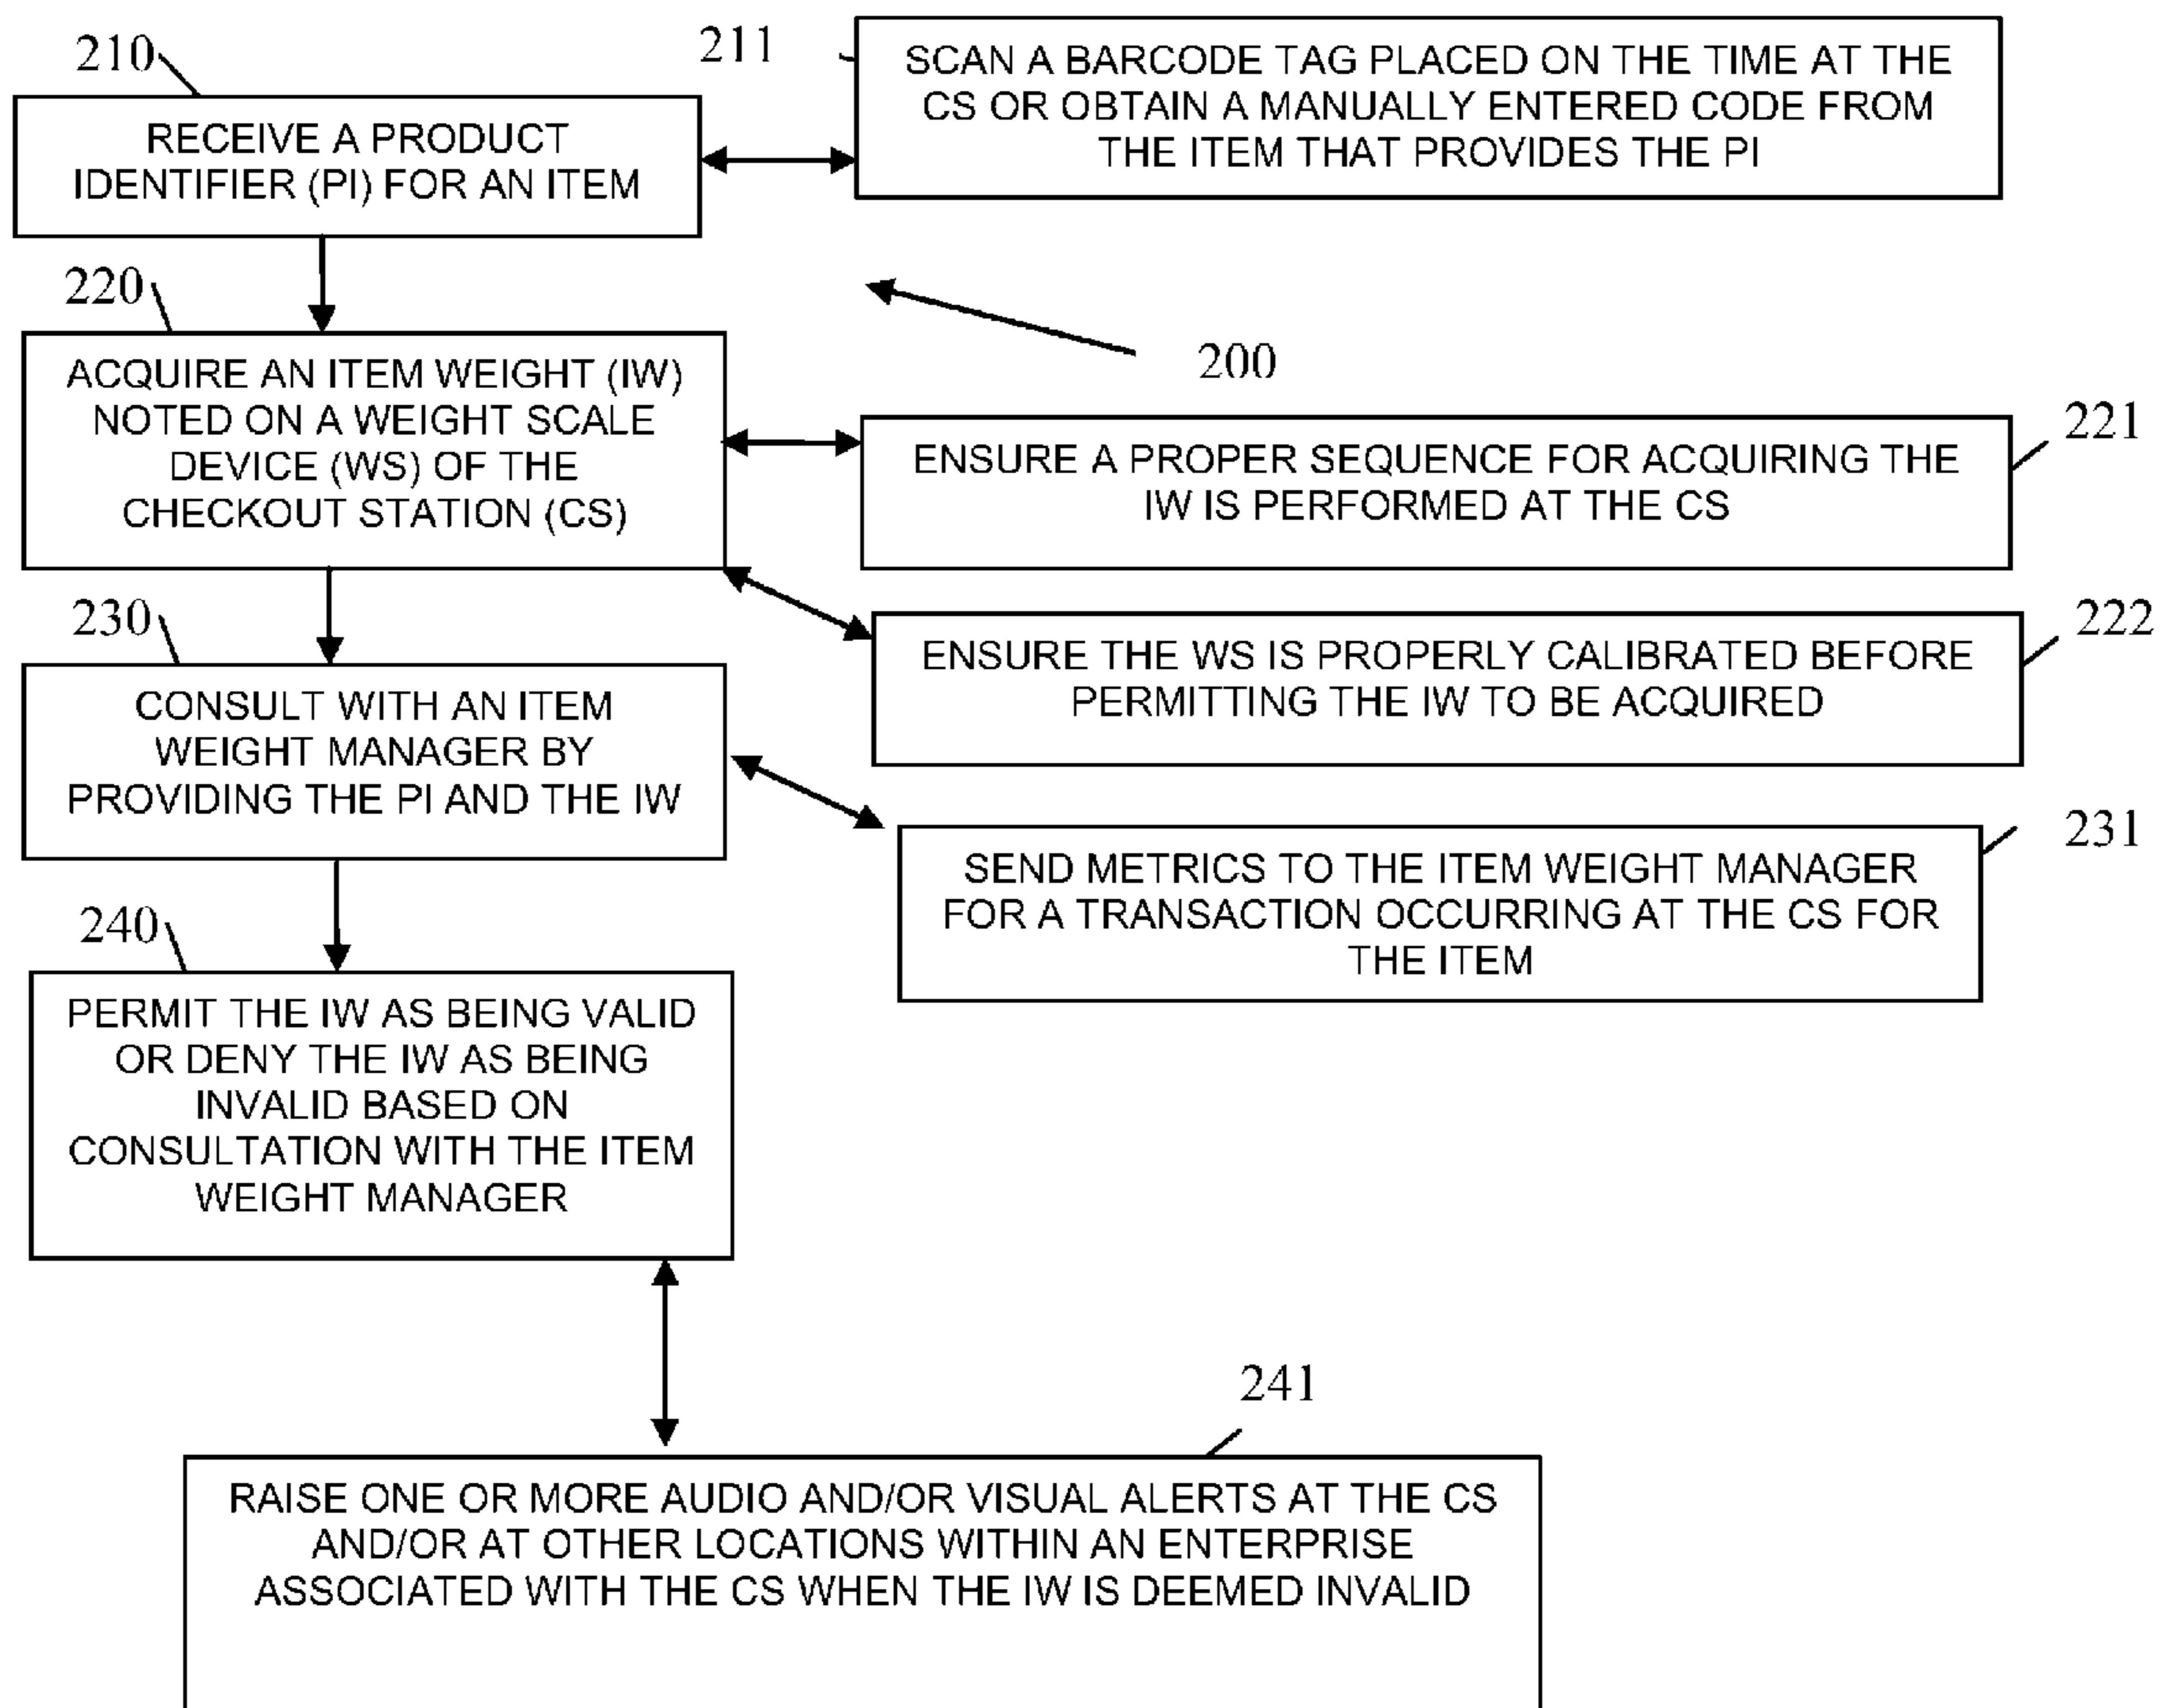 210
RECEIVE A PRODUCT
IDENTIFIER (PI) FOR AN ITEM
211
SCAN A BARCODE TAG PLACED ON THE TIME AT THE
CS OR OBTAIN A MANUALLY ENTERED CODE FROM
THE ITEM THAT PROVIDES THE PI
200
220
ACQUIRE AN ITEM WEIGHT (IW)
NOTED ON A WEIGHT SCALE
DEVICE (WS) OF THE
CHECKOUT STATION (CS)
221
ENSURE A PROPER SEQUENCE FOR ACQUIRING THE
IW IS PERFORMED AT THE CS
222
ENSURE THE WS IS PROPERLY CALIBRATED BEFORE
PERMITTING THE IW TO BE ACQUIRED
230
CONSULT WITH AN ITEM
WEIGHT MANAGER BY
PROVIDING THE PI AND THE IW
231
SEND METRICS TO THE ITEM WEIGHT MANAGER
FOR A TRANSACTION OCCURRING AT THE CS FOR
THE ITEM
240
PERMIT THE IW AS BEING VALID
OR DENY THE IW AS BEING
INVALID BASED ON
CONSULTATION WITH THE ITEM
WEIGHT MANAGER
241
RAISE ONE OR MORE AUDIO AND/OR VISUAL ALERTS AT THE CS
AND/OR AT OTHER LOCATIONS WITHIN AN ENTERPRISE
ASSOCIATED WITH THE CS WHEN THE IW IS DEEMED INVALID